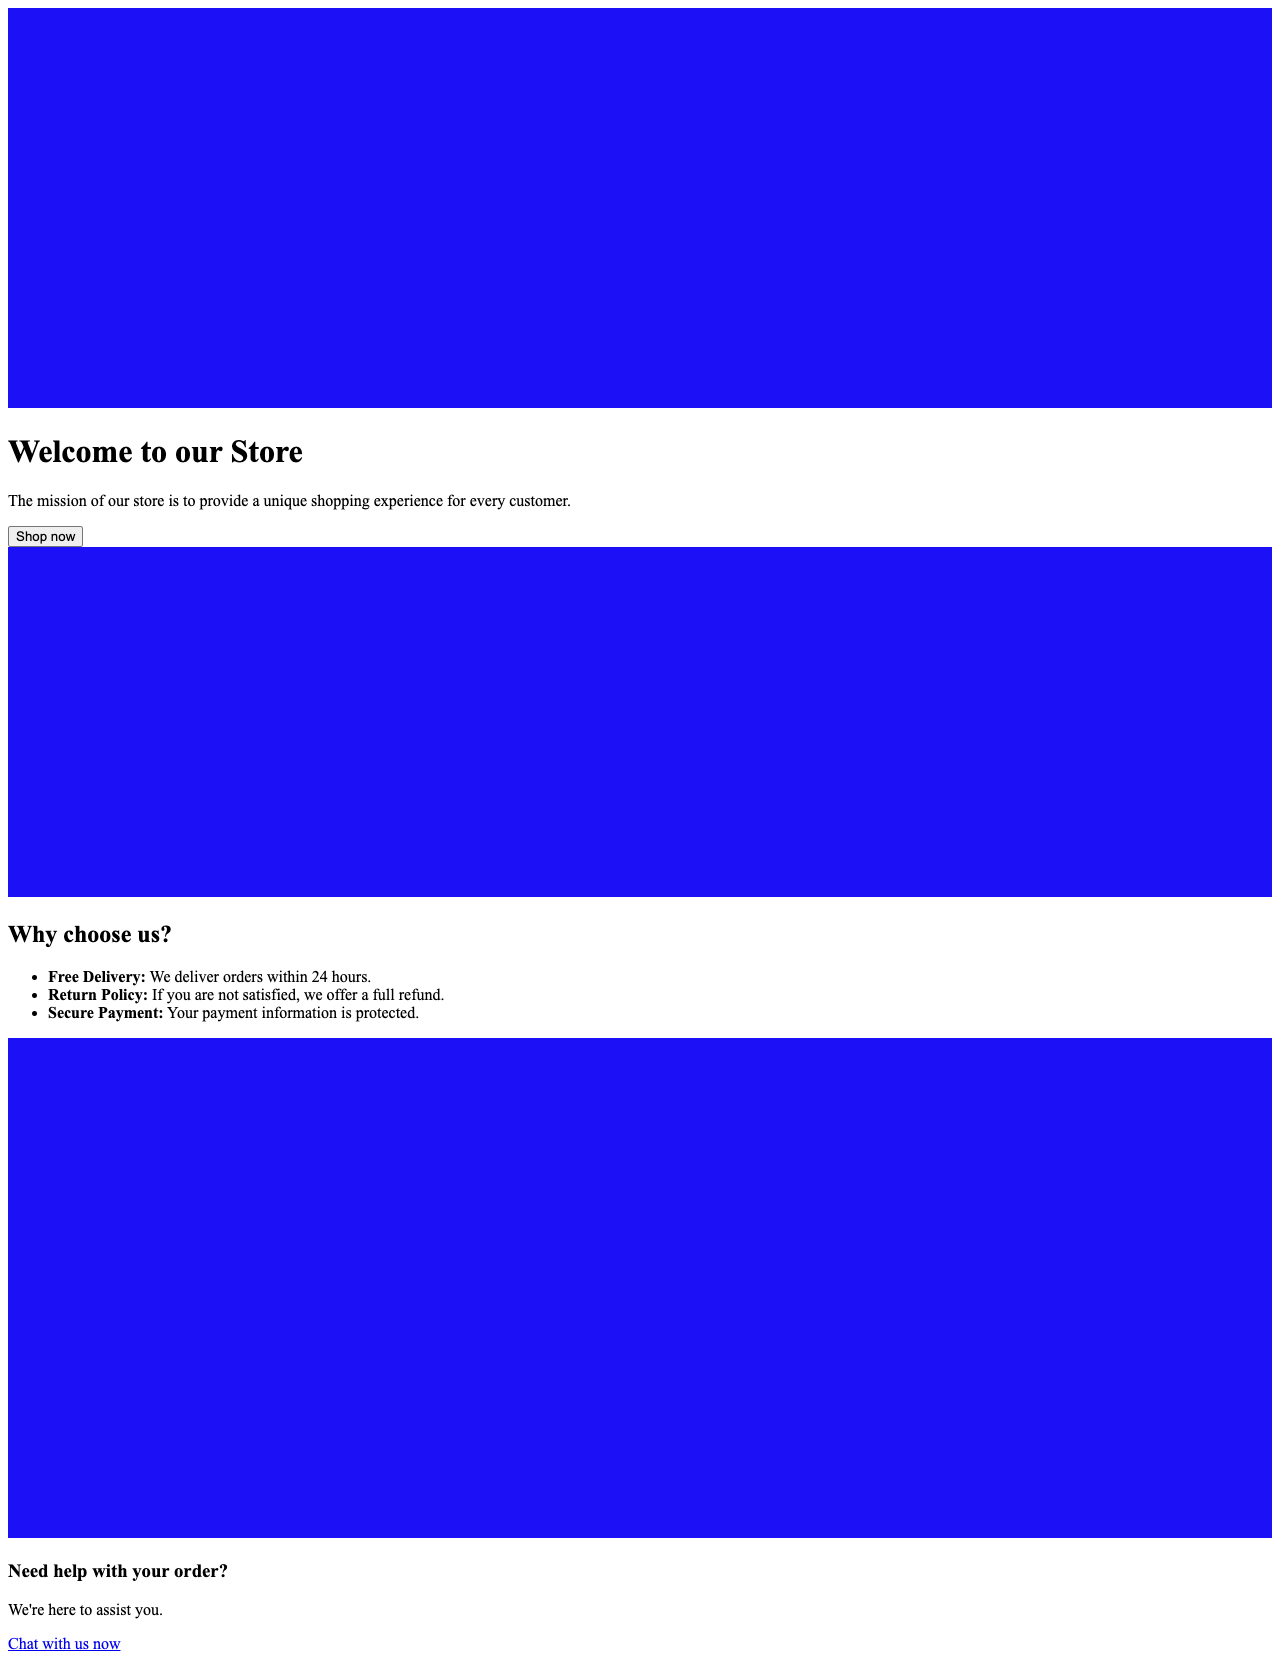 Welcome to our Store
The mission of our store is to provide a unique shopping experience for every customer.
Shop now
Why choose us?
Free Delivery: We deliver orders within 24 hours.
Return Policy: If you are not satisfied, we offer a full refund.
Secure Payment: Your payment information is protected.
Need help with your order?
We're here to assist you.
Chat with us now